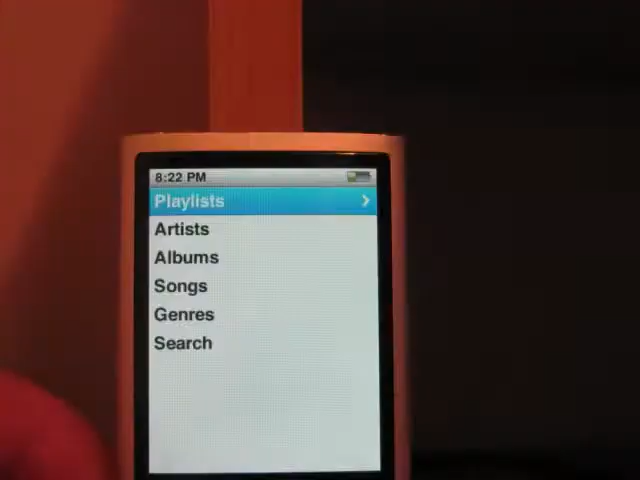 8:22 PM
Playlists
Artists
Albums
Songs
Genres
Search